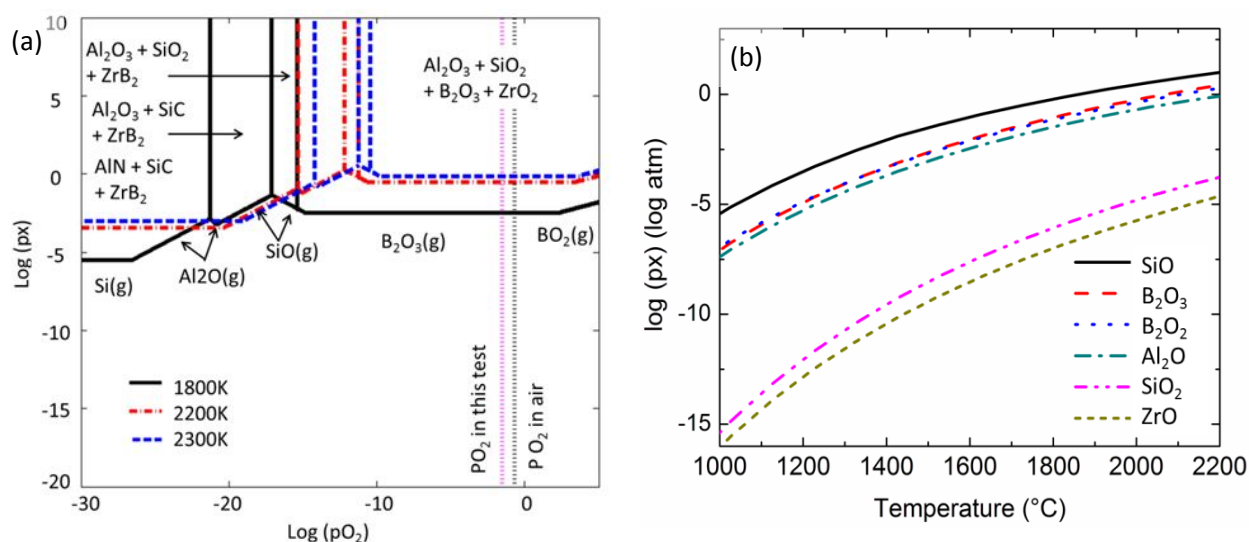 (a)
10
5
0
-5
-10
-15
-20
Log (px)
Al₂O₃ + SiO₂
+ ZrB₂
Al₂O₃ + SiC
+ ZrB₂
AlN + SiC
+ ZrB₂
Al₂O₃ + SiO₂
+ B₂O₃ + ZrO₂
Si(g)
Al2O(g)
SiO(g)
B₂O₃(g)
BO₂(g)
1800K
2200K
2300K
PO₂ in this test
P O₂ in air
-30
-20
-10
0
Log (pO₂)
(b)
0
-5
-10
-15
log (px) (log atm)
SiO
B₂O₃
B₂O₂
Al₂O
SiO₂
ZrO
1000 1200 1400 1600 1800 2000 2200
Temperature (°C)